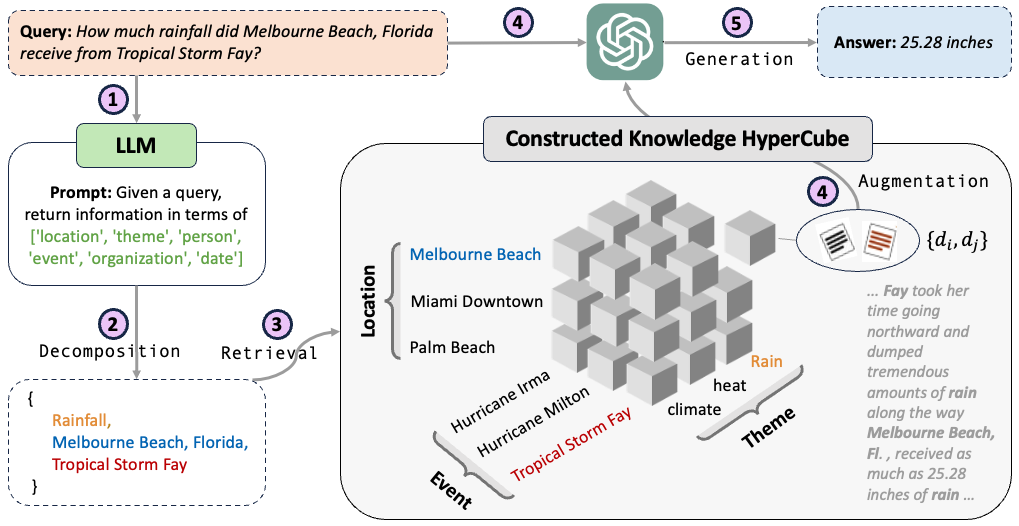 Query: How much rainfall did Melbourne Beach, Florida
receive from Tropical Storm Fay?
4
5
Generation
Answer: 25.28 inches
1
LLM
Prompt: Given a query,
return information in terms of
['location', 'theme', 'person',
'event', 'organization', 'date']
2
Decomposition
3
Retrieval
{
Rainfall,
Melbourne Beach, Florida,
Tropical Storm Fay
}
Constructed Knowledge HyperCube
4
Augmentation
{d_i, d_j}
Location
Melbourne Beach
Miami Downtown
Palm Beach
Hurricane Irma
Hurricane Milton
Tropical Storm Fay
Event
Rain
heat
climate
Theme
... Fay took her
time going
northward and
dumped
tremendous
amounts of rain
along the way
Melbourne Beach,
Fl. , received as
much as 25.28
inches of rain ...